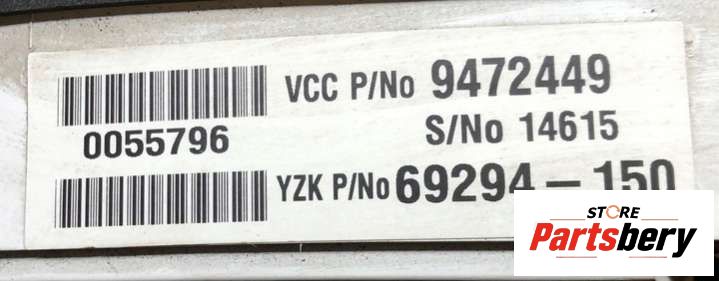 VCC P/No 9472449
0055796
S/No 14615
YZK P/No 69294-150
STORE
Partsbery